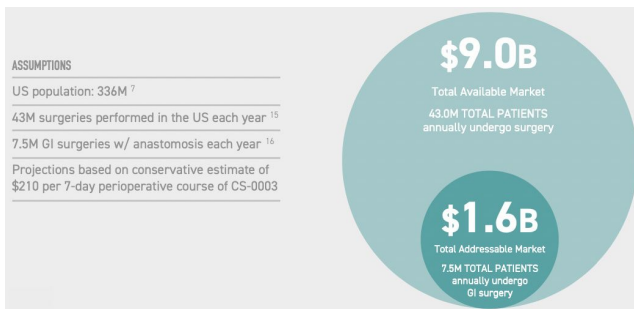 ASSUMPTIONS
US population: 336M 7
43M surgeries performed in the US each year 15
7.5M GI surgeries w/ anastomosis each year 16
Projections based on conservative estimate of
$210 per 7-day perioperative course of CS-0003
$9.0B
Total Available Market
43.0M TOTAL PATIENTS
annually undergo surgery
$1.6B
Total Addressable Market
7.5M TOTAL PATIENTS
annually undergo
GI surgery